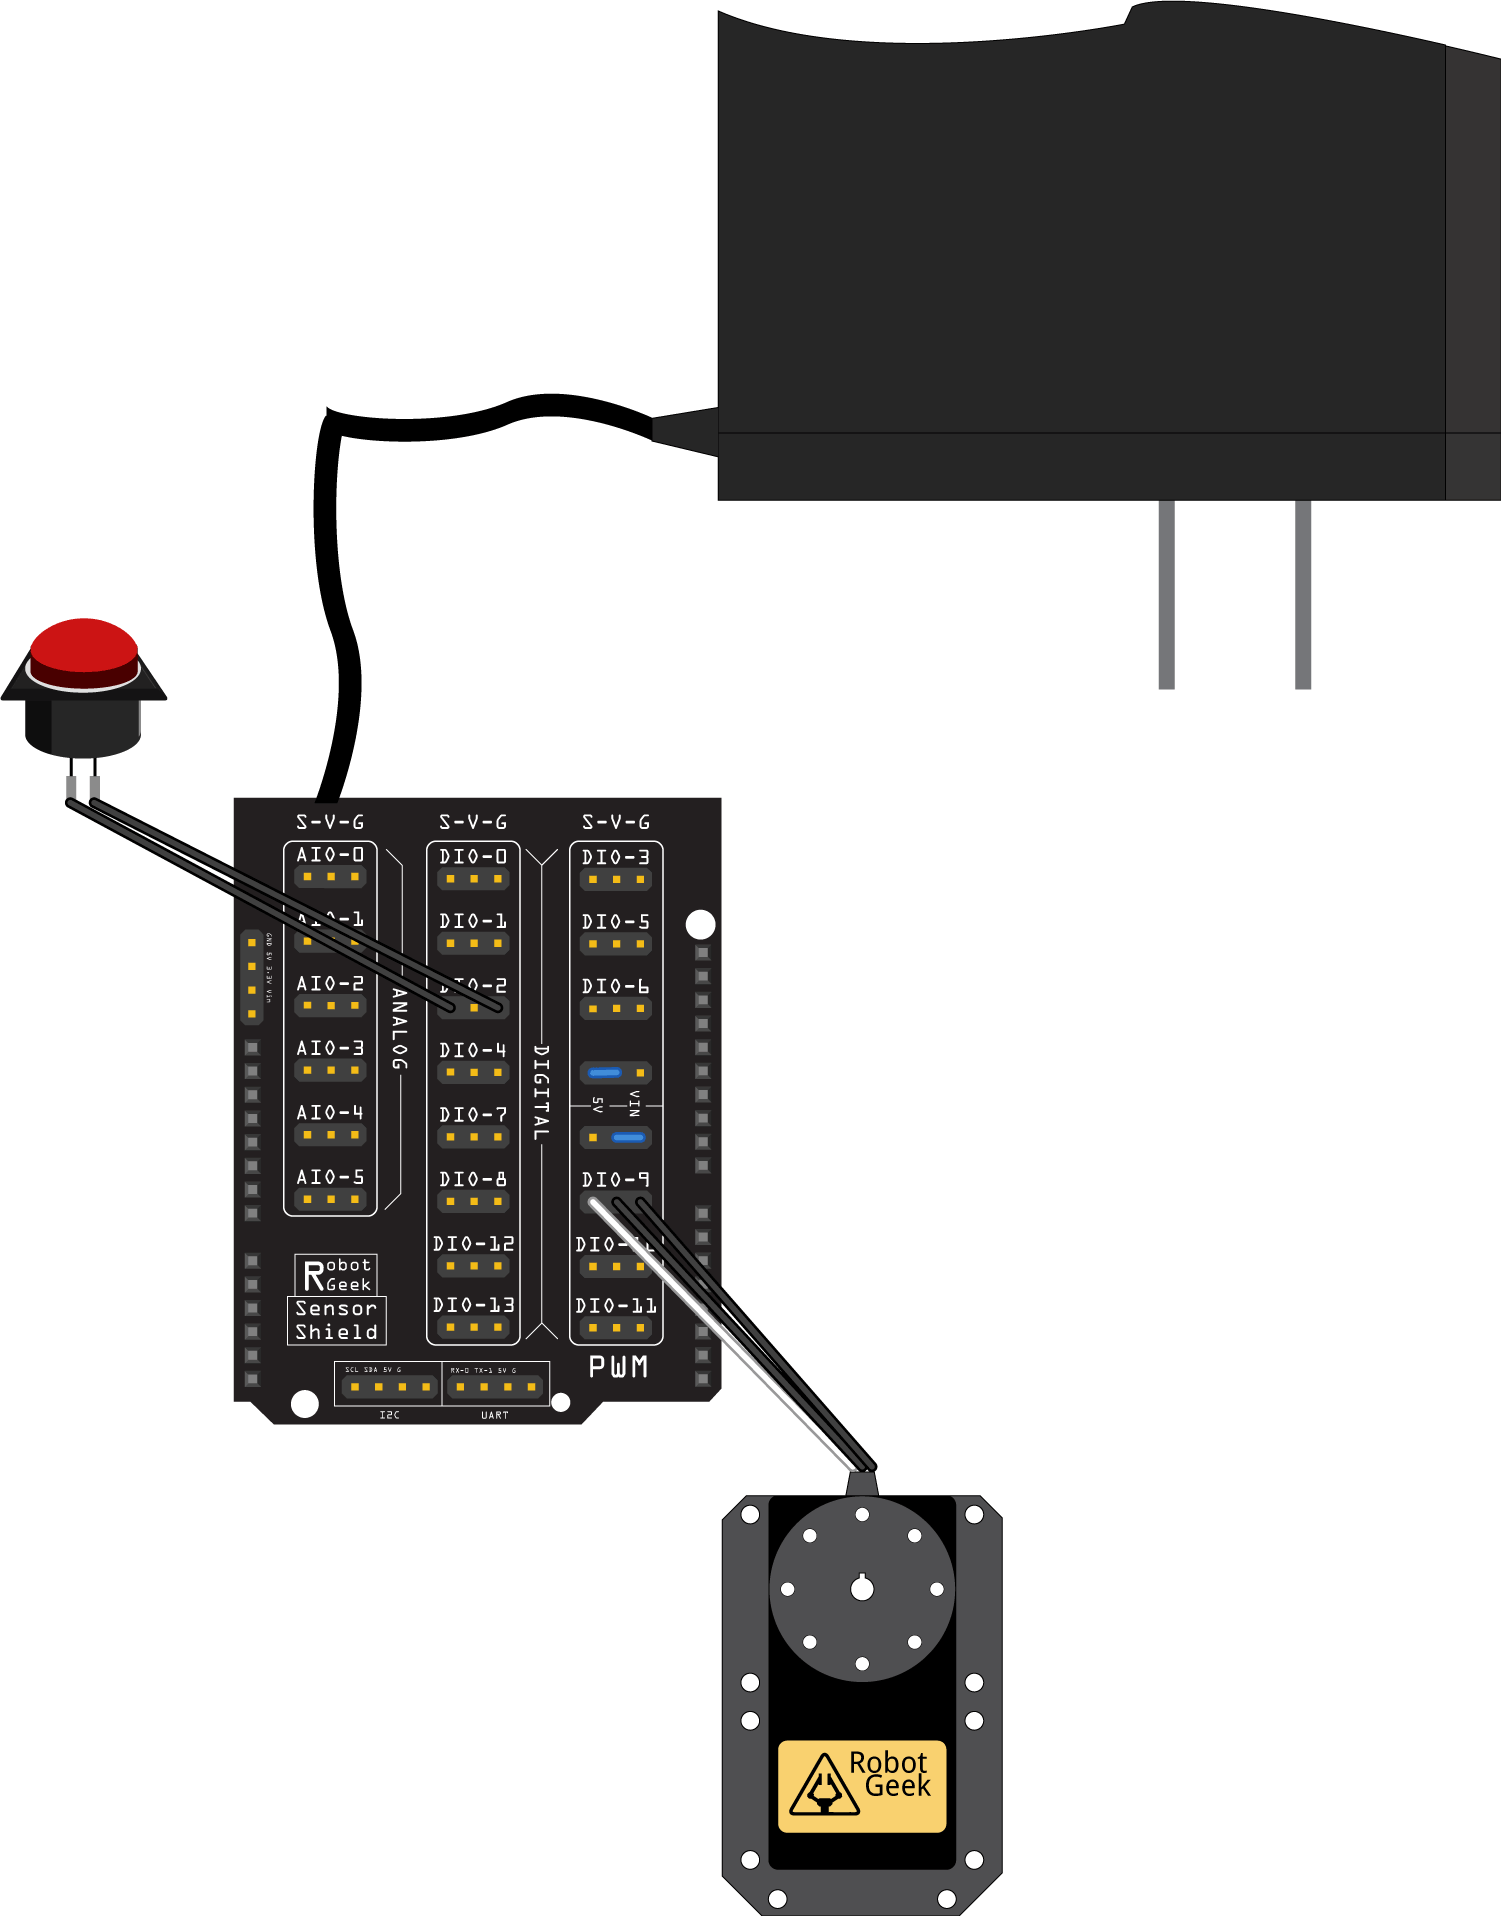 S-V-G S-V-G S-V-G
AIO-0 DIO-0 DIO-3
AIO-1 DIO-1 DIO-5
GND 5V 3.3V Vin
AIO-2 DIO-2 DIO-6
ANALOG
AIO-3 DIO-4
DIGITAL
5V VIN
AIO-4 DIO-7
AIO-5 DIO-8 DIO-9
DIO-12 DIO-10
Robot
Geek
Sensor
Shield
DIO-13 DIO-11
PWM
SCL SDA 5V G RX-0 TX-1 5V G
I2C UART
Robot
Geek